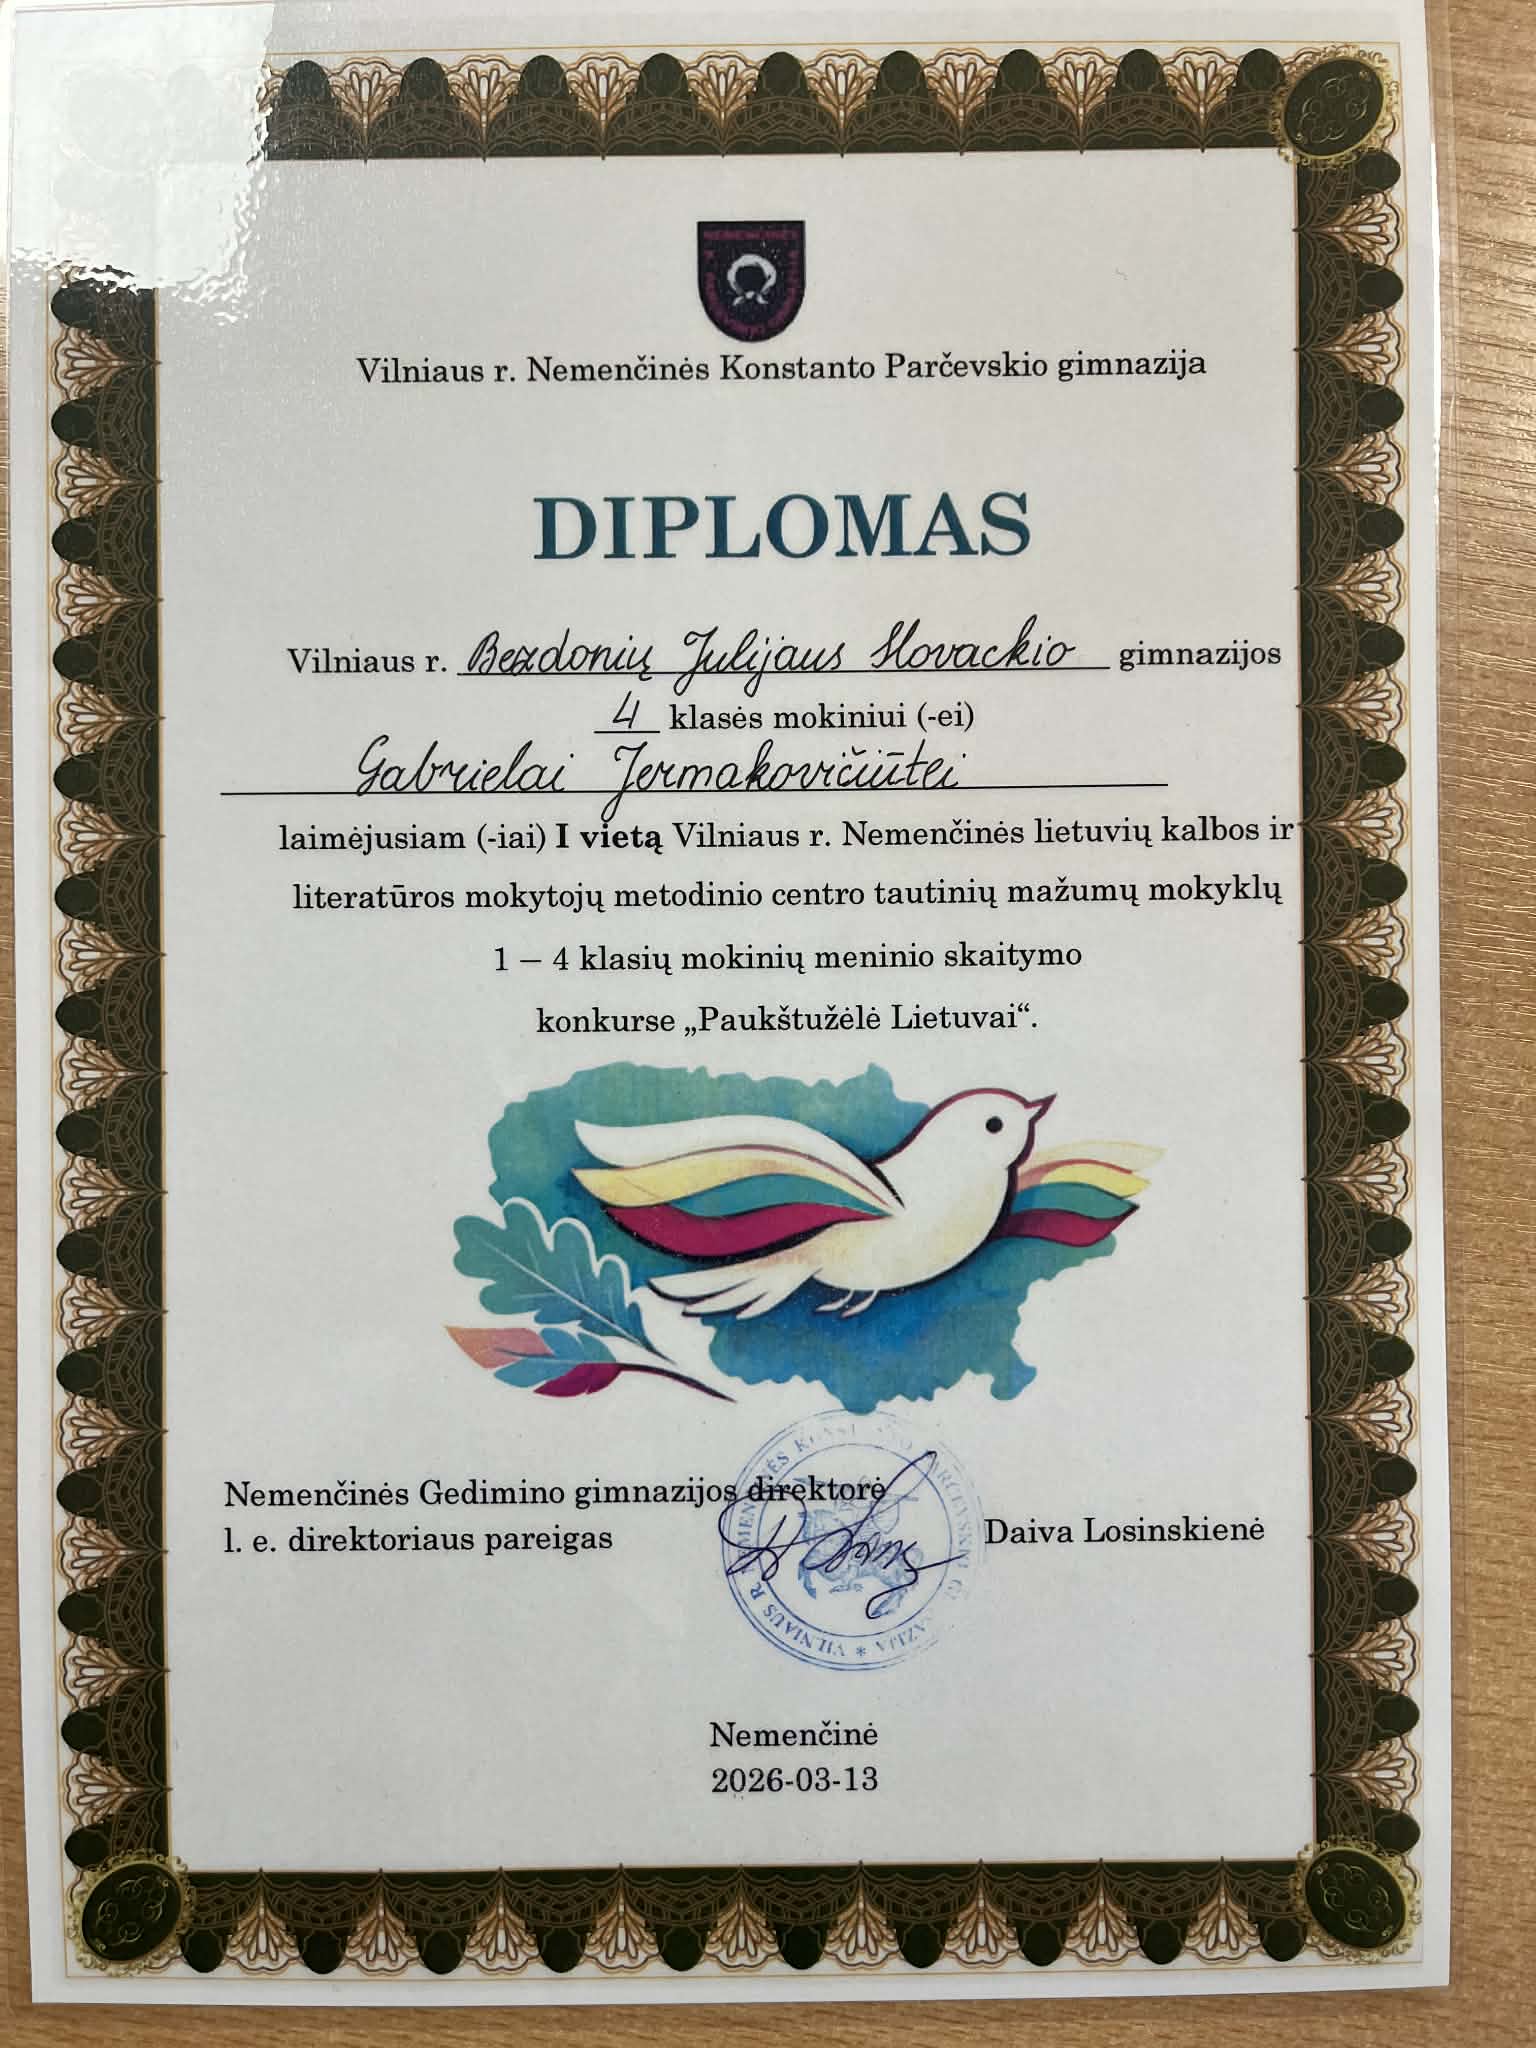 Vilniaus r. Nemenčinės Konstanto Parčevskio gimnazija
DIPLOMAS
Vilniaus r. Bezdonių Julijaus Slovackio gimnazijos
4 klasės mokiniui (-ei)
Gabrielai Jermakovičiūtei
laimėjusiam (-iai) I vietą Vilniaus r. Nemenčinės lietuvių kalbos ir
literatūros mokytojų metodinio centro tautinių mažumų mokyklų
1 – 4 klasių mokinių meninio skaitymo
konkurse „Paukštužėlė Lietuvai“.
Nemenčinės Gedimino gimnazijos direktorė
l. e. direktoriaus pareigas
Daiva Losinskienė
VILNIAUS R. NEMENČINĖS
Nemenčinė
2026-03-13